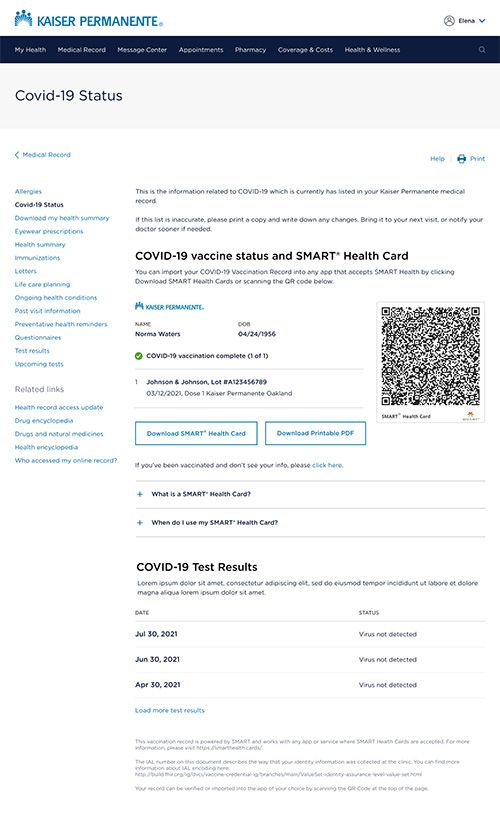 KAISER PERMANENTE®
Elena
My Health Medical Record Message Center Appointments Pharmacy Coverage & Costs Health & Wellness
Covid-19 Status
Medical Record
Help Print
Allergies
Covid-19 Status
Download my health summary
Eyewear prescriptions
Health summary
Immunizations
Letters
Life care planning
Ongoing health conditions
Past visit information
Preventative health reminders
Questionnaires
Test results
Upcoming tests
Related links
Health record access update
Drug encyclopedia
Drugs and natural medicines
Health encyclopedia
Who accessed my online record?
This is the information related to COVID-19 which is currently has listed in your Kaiser Permanente medical
record.
If this list is inaccurate, please print a copy and write down any changes. Bring it to your next visit, or notify your
doctor sooner if needed.
COVID-19 vaccine status and SMART® Health Card
You can import your COVID-19 Vaccination Record into any app that accepts SMART Health by clicking
Download SMART Health Cards or scanning the QR code below.
KAISER PERMANENTE®
NAME DOB
Norma Waters 04/24/1956
COVID-19 vaccination complete (1 of 1)
1 Johnson & Johnson, Lot #A123456789
03/12/2021, Dose 1 Kaiser Permanente Oakland
SMART® Health Card
SMART®
Download SMART® Health Card Download Printable PDF
If you've been vaccinated and don't see your info, please click here.
+ What is a SMART® Health Card?
+ When do I use my SMART® Health Card?
COVID-19 Test Results
Lorem ipsum dolor sit amet, consectetur adipiscing elit, sed do eiusmod tempor incididunt ut labore et dolore
magna aliqua lorem ipsum dolor sit amet.
DATE STATUS
Jul 30, 2021 Virus not detected
Jun 30, 2021 Virus not detected
Apr 30, 2021 Virus not detected
Load more test results
This vaccination record is powered by SMART and works with any app or service where SMART Health Cards are accepted. For more
information, please visit https://smarthealth.cards/.
The IAL number on this document describes the way that your identity information was collected at the clinic. You can find more
information about IAL encoding here:
http://build.fhir.org/ig/dvci/vaccine-credential-ig/branches/main/ValueSet-identity-assurance-level-value-set.html
Your record can be verified or imported into the app of your choice by scanning the QR Code at the top of the page.